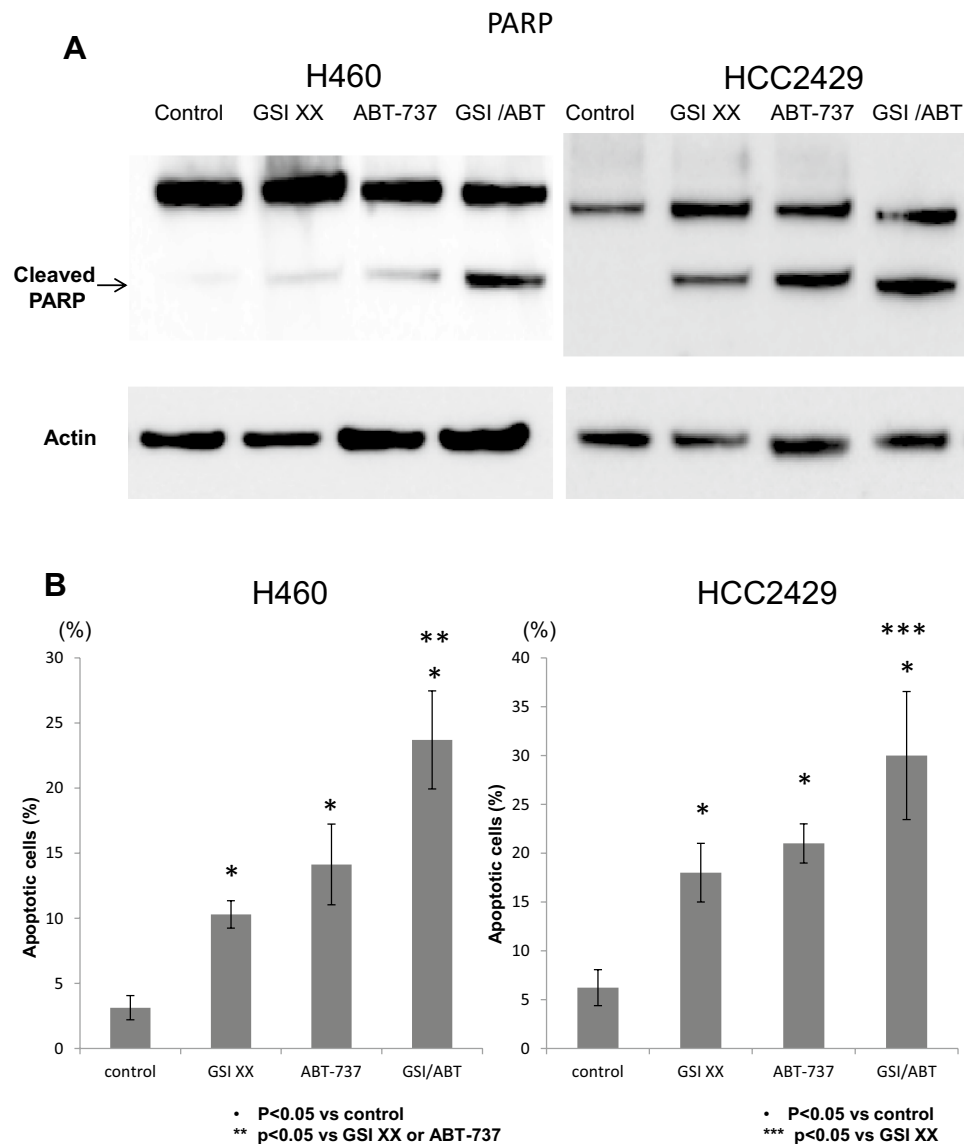 PARP
A
H460
HCC2429
Control GSI XX ABT-737 GSI /ABT
Control GSI XX ABT-737 GSI /ABT
Cleaved
PARP
Actin
B
H460
HCC2429
(%)
**
*
*
*
30
25
20
15
10
5
0
Apoptotic cells (%)
control GSI XX ABT-737 GSI/ABT
• P<0.05 vs control
** p<0.05 vs GSI XX or ABT-737
(%)
***
*
*
*
40
35
30
25
20
15
10
5
0
Apoptotic cells (%)
control GSI XX ABT-737 GSI/ABT
• P<0.05 vs control
*** p<0.05 vs GSI XX